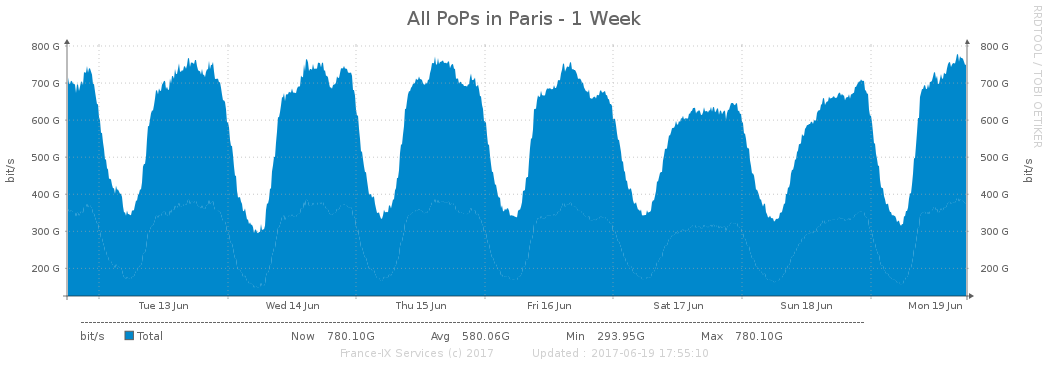 All PoPs in Paris - 1 Week
RRDTOOL / TOBI OETIKER
800 G 800 G
700 G 700 G
600 G 600 G
500 G 500 G
400 G 400 G
300 G 300 G
200 G 200 G
bit/s bit/s
Tue 13 Jun Wed 14 Jun Thu 15 Jun Fri 16 Jun Sat 17 Jun Sun 18 Jun Mon 19 Jun
bit/s Total Now 780.10G Avg 580.06G Min 293.95G Max 780.10G
France-IX Services (c) 2017 Updated : 2017-06-19 17:55:10